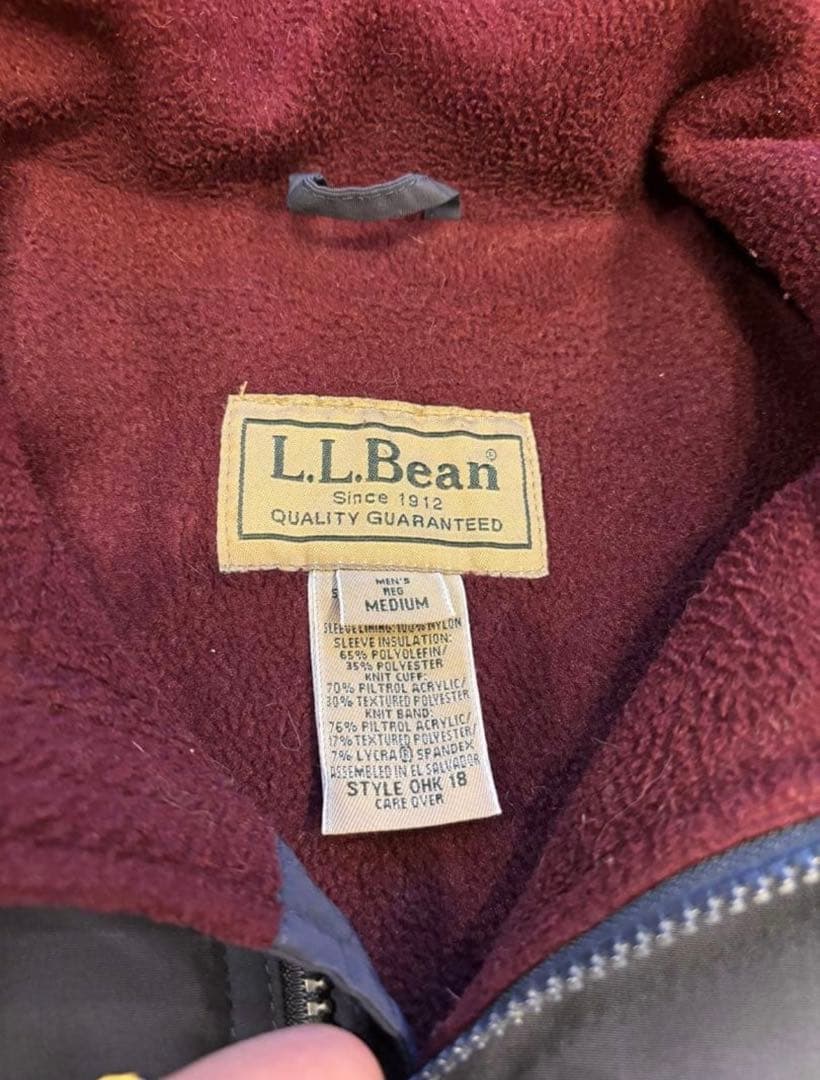 L.L.Bean®
Since 1912
QUALITY GUARANTEED
MEN'S
REG
MEDIUM
S
SLEEVE LINING: 100% NYLON
SLEEVE INSULATION:
65% POLYOLEFIN/
35% POLYESTER
KNIT CUFF:
70% PILTROL ACRYLIC/
30% TEXTURED POLYESTER
KNIT BAND:
76% PILTROL ACRYLIC/
17% TEXTURED POLYESTER/
7% LYCRA® SPANDEX
ASSEMBLED IN EL SALVADOR
STYLE OHK 18
CARE OVER